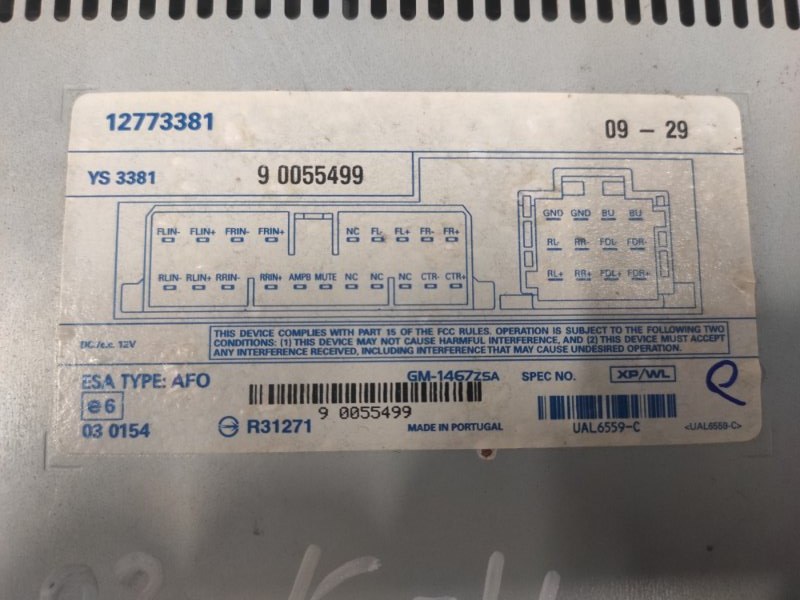 12773381
09 - 29
YS 3381
9 0055499
FLIN- FLIN+ FRIN- FRIN+ NC FL- FL+ FR- FR+
RLIN- RLIN+ RRIN- RRIN+ AMPB MUTE NC NC NC CTR- CTR+
GND GND BU BU
RL- RR- FDL- FDR-
RL+ RR+ FDL+ FDR+
DC/c.c. 12V
THIS DEVICE COMPLIES WITH PART 15 OF THE FCC RULES. OPERATION IS SUBJECT TO THE FOLLOWING TWO
CONDITIONS: (1) THIS DEVICE MAY NOT CAUSE HARMFUL INTERFERENCE, AND (2) THIS DEVICE MUST ACCEPT
ANY INTERFERENCE RECEIVED, INCLUDING INTERFERENCE THAT MAY CAUSE UNDESIRED OPERATION.
ESA TYPE: AFO
GM-1467ZSA
SPEC NO.
XP/WL
e6
9 0055499
03 0154
R31271
MADE IN PORTUGAL
UAL6559-C
<UAL6559-C>